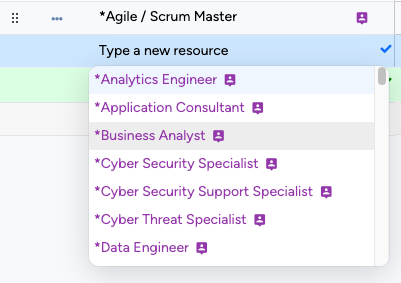 *Agile / Scrum Master
Type a new resource
*Analytics Engineer
*Application Consultant
*Business Analyst
*Cyber Security Specialist
*Cyber Security Support Specialist
*Cyber Threat Specialist
*Data Engineer